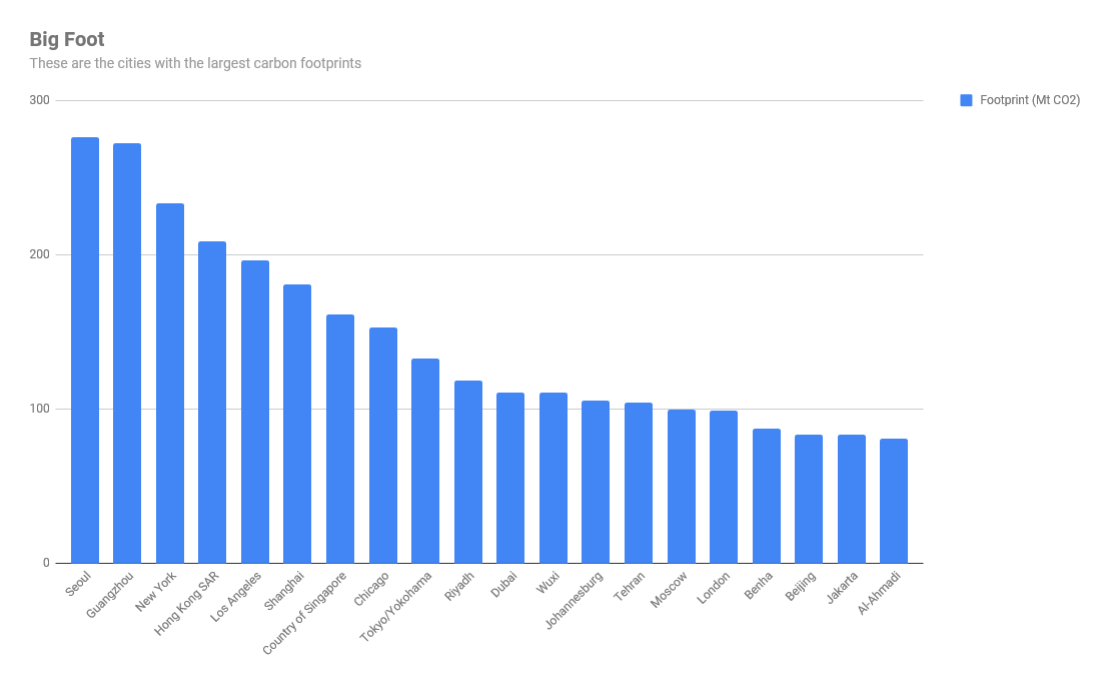 Big Foot
These are the cities with the largest carbon footprints
Footprint (Mt CO2)
300
200
100
0
Seoul
Guangzhou
New York
Hong Kong SAR
Los Angeles
Shanghai
Country of Singapore
Chicago
Tokyo/Yokohama
Riyadh
Dubai
Wuxi
Johannesburg
Tehran
Moscow
London
Benha
Beijing
Jakarta
Al-Ahmadi